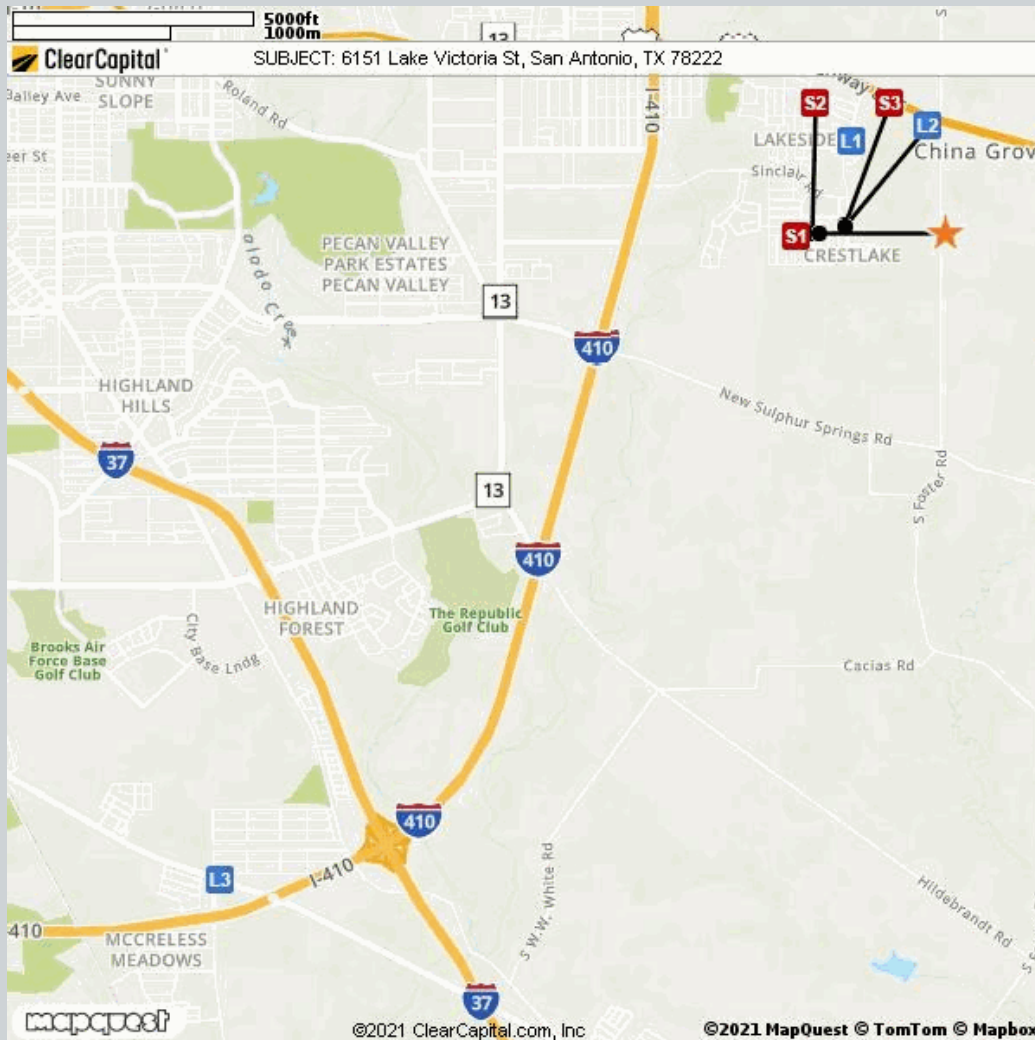 5000ft
1000m
13
ClearCapital
SUBJECT: 6151 Lake Victoria St, San Antonio, TX 78222
SUNNY
SLOPE
Roland Rd
I-410
S2
S3
L2
LAKESIDE
L1
China Grov
Sinclair Rd
S1
CRESTLAKE
PECAN VALLEY
PARK ESTATES
PECAN VALLEY
alado Creek
13
410
HIGHLAND
HILLS
New Sulphur Springs Rd
37
13
S Foster Rd
410
HIGHLAND
FOREST
The Republic
Golf Club
City Base Lndg
Brooks Air
Force Base
Golf Club
Cacias Rd
410
I-410
L3
S W.W. White Rd
Hildebrandt Rd
410
MCCRELESS
MEADOWS
37
mapquest
©2021 ClearCapital.com, Inc
©2021 MapQuest © TomTom © Mapbox